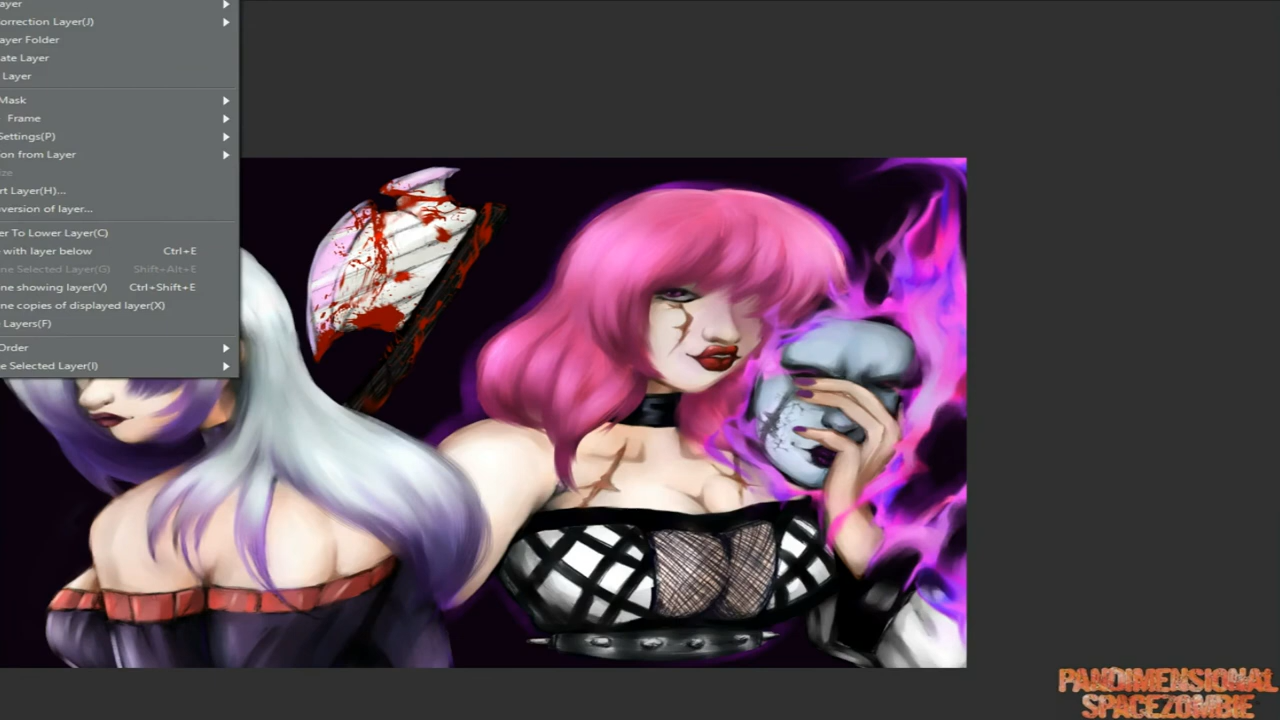 ayer
orrection Layer(J)
ayer Folder
ate Layer
Layer
Mask
Frame
Settings(P)
on from Layer
ize
rt Layer(H)...
version of layer...
er To Lower Layer(C)
with layer below Ctrl+E
ne Selected Layer(G) Shift+Alt+E
ne showing layer(V) Ctrl+Shift+E
ne copies of displayed layer(X)
Layers(F)
Order
e Selected Layer(I)
PANDIMENSIONAL
SPACEZOMBIE